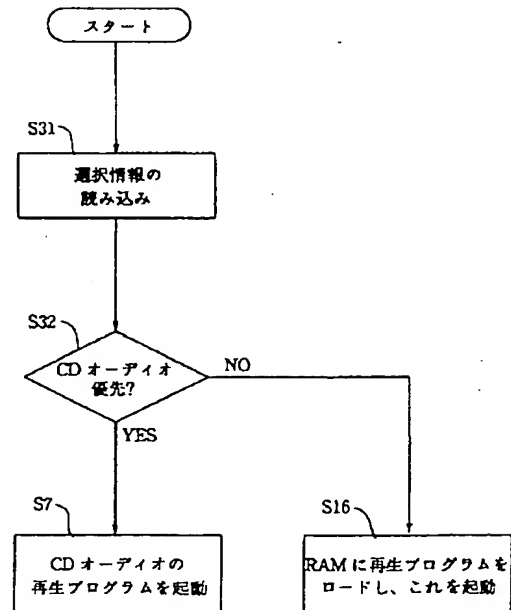 スタート
S31
選択情報の
読み込み
S32
CD オーディオ
優先?
NO
YES
S7
CD オーディオの
再生プログラムを起動
S16
RAM に再生プログラムを
ロードし、これを起動